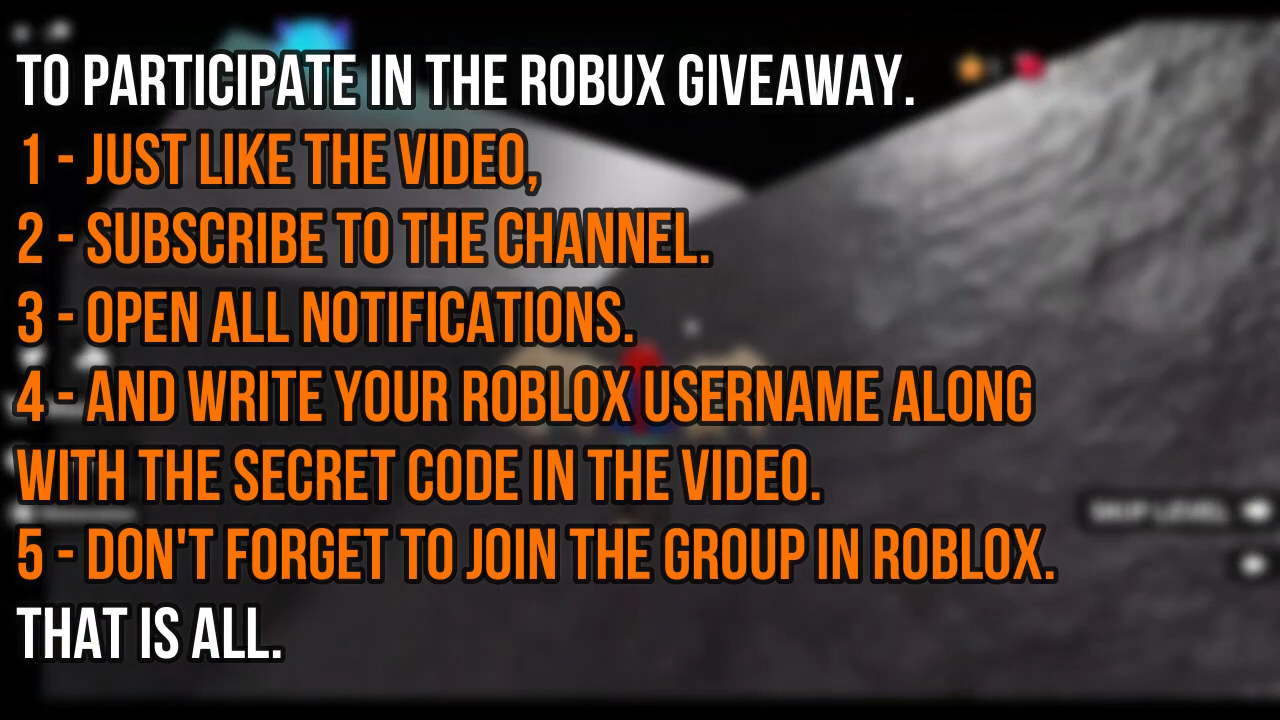 TO PARTICIPATE IN THE ROBUX GIVEAWAY.
1 - JUST LIKE THE VIDEO,
2 - SUBSCRIBE TO THE CHANNEL.
3 - OPEN ALL NOTIFICATIONS.
4 - AND WRITE YOUR ROBLOX USERNAME ALONG
WITH THE SECRET CODE IN THE VIDEO.
SKIP LEVEL
5 - DON'T FORGET TO JOIN THE GROUP IN ROBLOX.
THAT IS ALL.